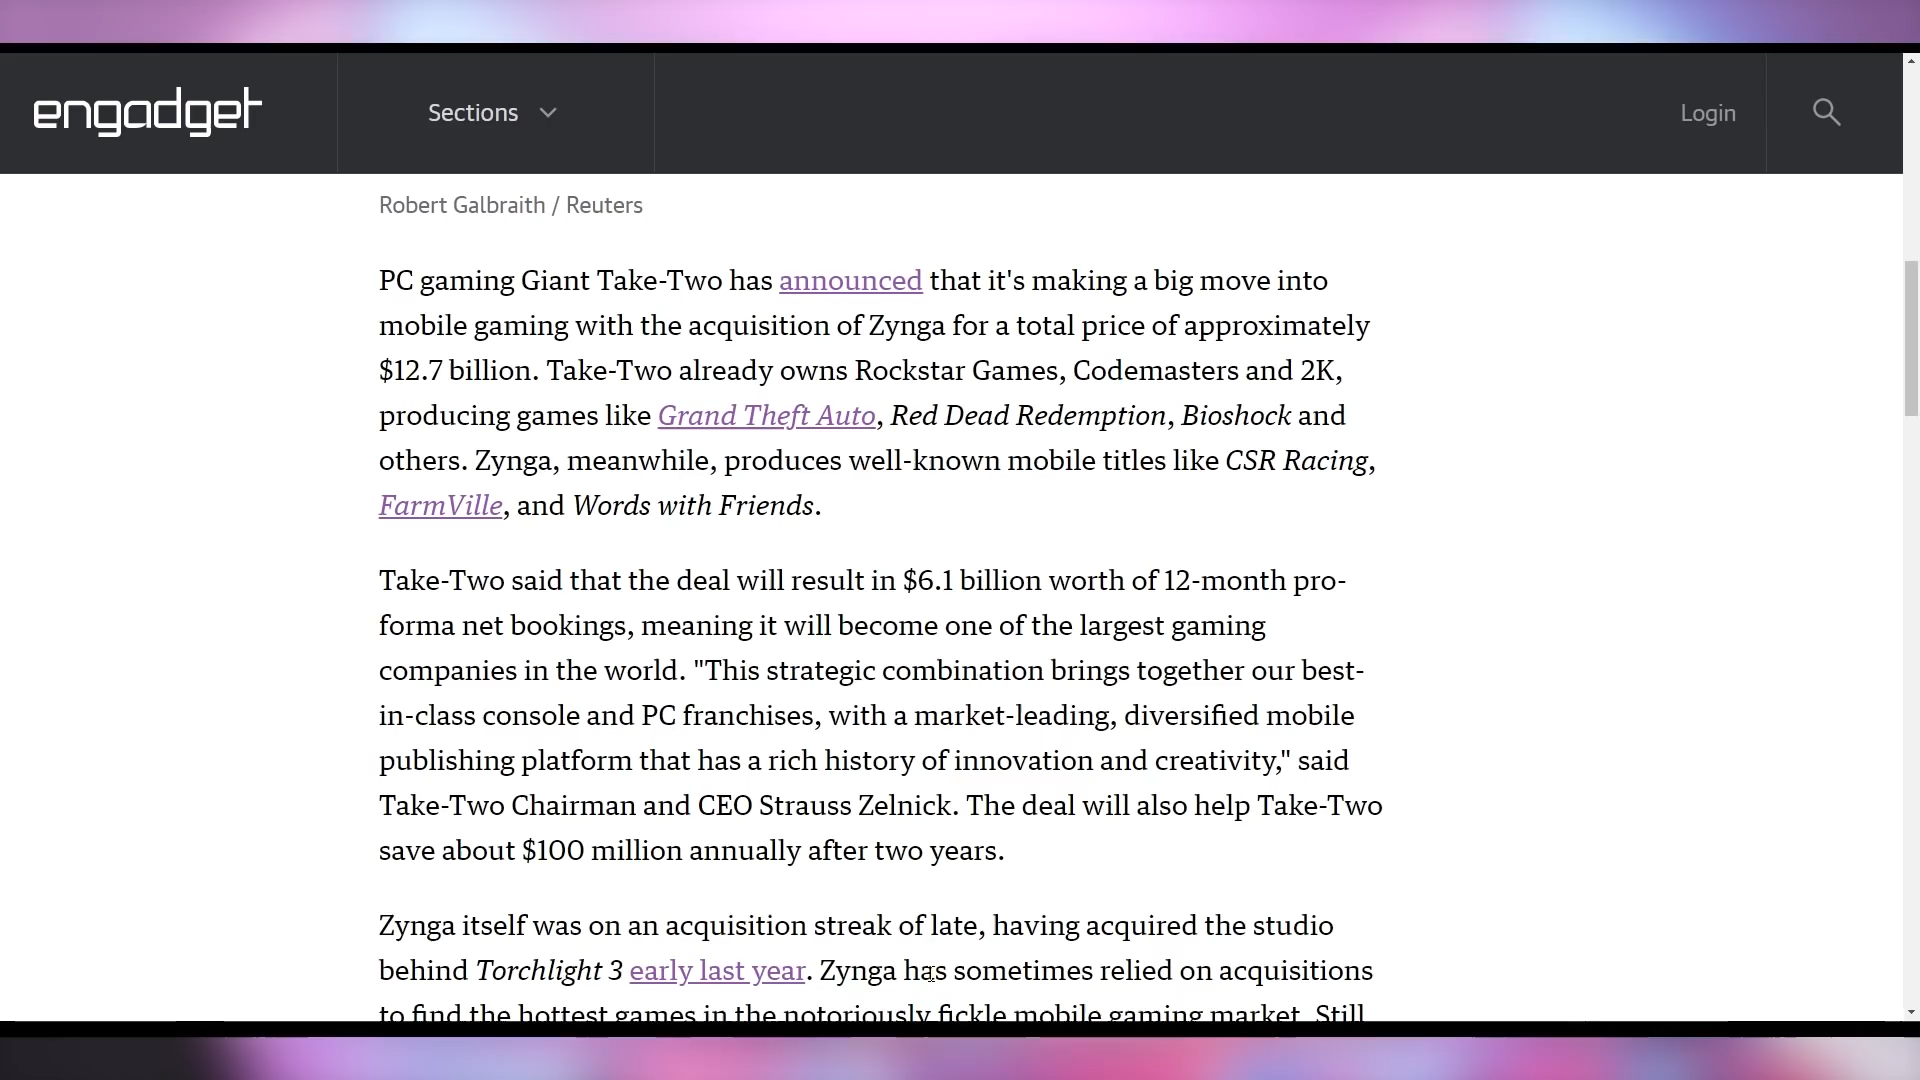 engadget
Sections
Login
Robert Galbraith / Reuters
PC gaming Giant Take-Two has announced that it's making a big move into
mobile gaming with the acquisition of Zynga for a total price of approximately
$12.7 billion. Take-Two already owns Rockstar Games, Codemasters and 2K,
producing games like Grand Theft Auto, Red Dead Redemption, Bioshock and
others. Zynga, meanwhile, produces well-known mobile titles like CSR Racing,
FarmVille, and Words with Friends.
Take-Two said that the deal will result in $6.1 billion worth of 12-month pro-
forma net bookings, meaning it will become one of the largest gaming
companies in the world. "This strategic combination brings together our best-
in-class console and PC franchises, with a market-leading, diversified mobile
publishing platform that has a rich history of innovation and creativity," said
Take-Two Chairman and CEO Strauss Zelnick. The deal will also help Take-Two
save about $100 million annually after two years.
Zynga itself was on an acquisition streak of late, having acquired the studio
behind Torchlight 3 early last year. Zynga has sometimes relied on acquisitions
to find the hottest games in the notoriously fickle mobile gaming market. Still